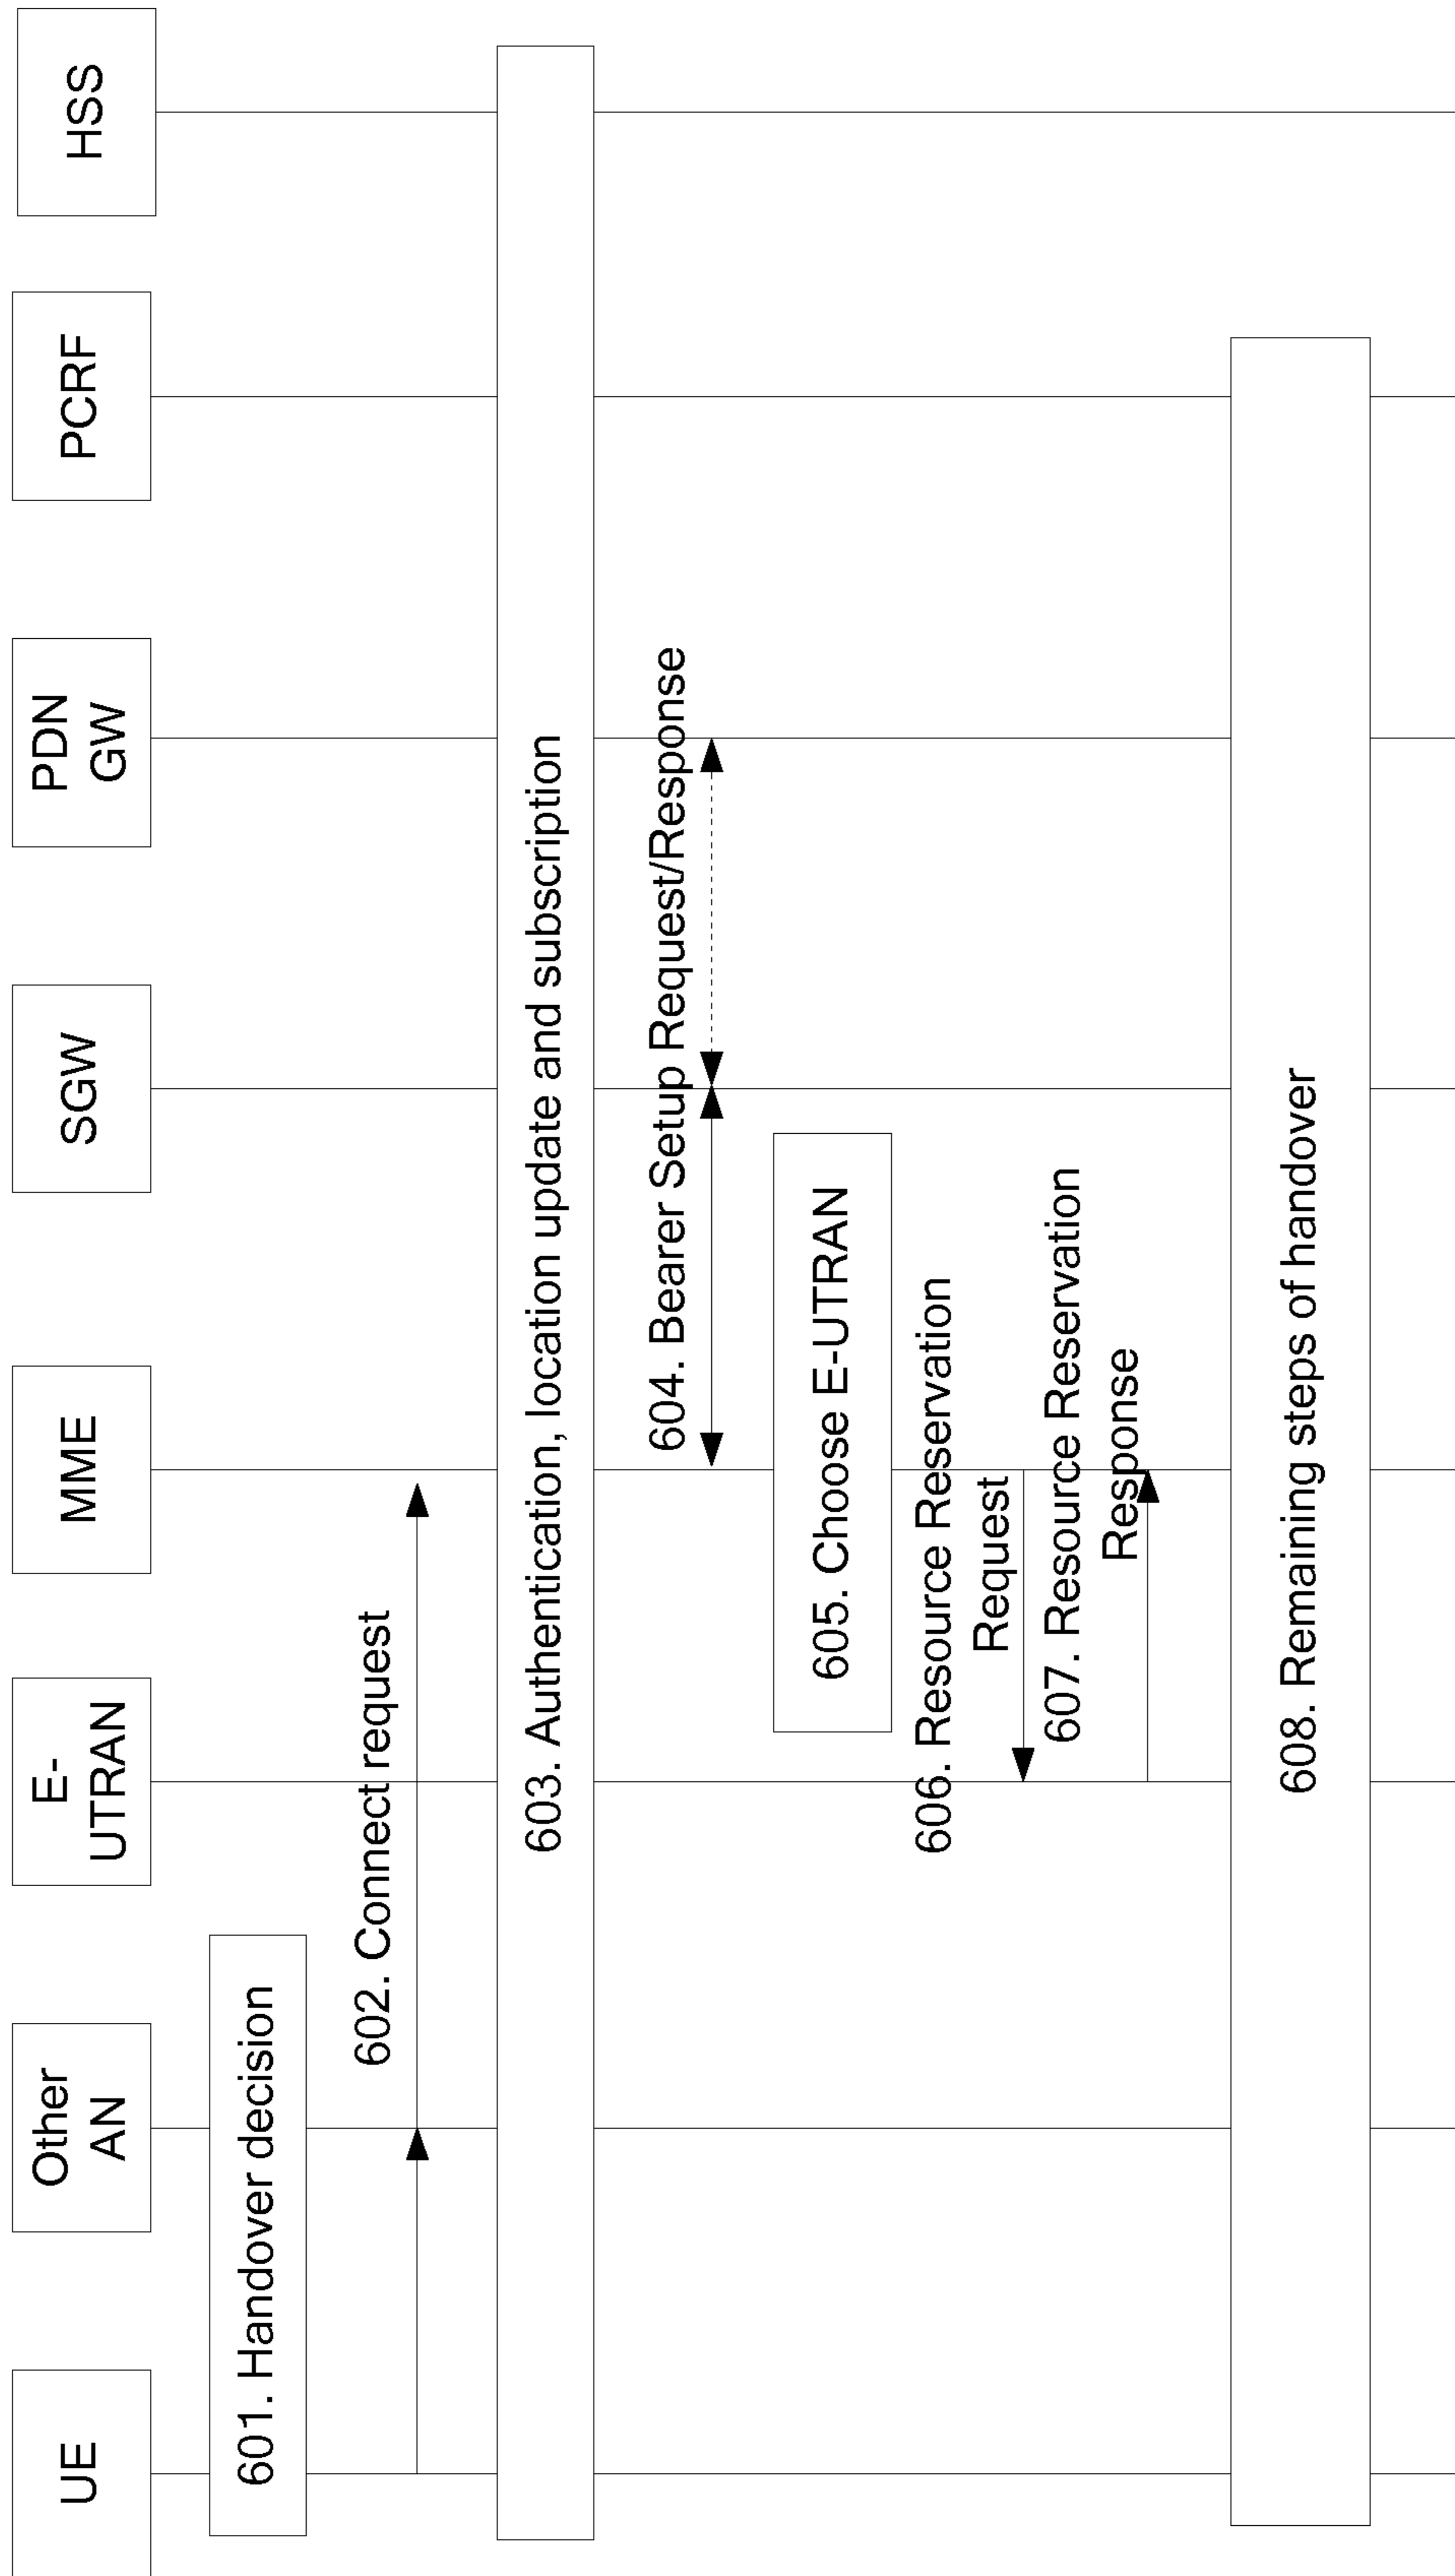 UE
Other
AN
E-
UTRAN
MME
SGW
PDN
GW
PCRF
HSS
601. Handover decision
602. Connect request
603. Authentication, location update and subscription
604. Bearer Setup Request/Response
605. Choose E-UTRAN
606. Resource Reservation
Request
607. Resource Reservation
Response
608. Remaining steps of handover